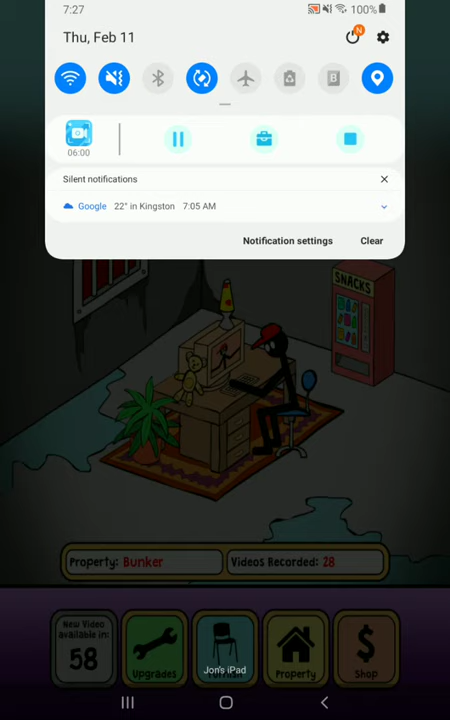 7:27
100%
Thu, Feb 11
N
06:00
Silent notifications
Google 22° in Kingston 7:05 AM
Notification settings Clear
SNACKS
Property: Bunker Videos Recorded: 28
New Video
available in:
58
Upgrades
Furnish
Property
$
Shop
Jon's iPad